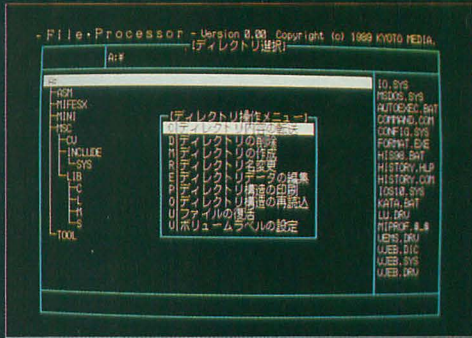 - File・Processor - Version 0.00 Copyright (c) 1989 KYOTO MEDIA.
[ディレクトリ選択]
A:¥
ASM
MIFESX
MINI
MSC
INCLUDE
SYS
LIB
C
L
M
S
TOOL
[ディレクトリ操作メニュー]
ディレクトリ内容の転送
D ディレクトリの削除
M ディレクトリの作成
R ディレクトリ名変更
E ディレクトリデータの編集
P ディレクトリ構造の印刷
O ディレクトリ構造の再読込
U ファイルの復活
V ボリュームラベルの設定
IO.SYS
MSDOS.SYS
AUTOEXEC.BAT
COMMAND.COM
CONFIG.SYS
FORMAT.EXE
HIS98.BAT
HISTORY.HLP
HISTORY.COM
IOS10.SYS
KATA.BAT
LU.DRV
MIPROF.$.$
VEMS.DRV
VJEB.DIC
VJEB.SYS
VJEB.DRV